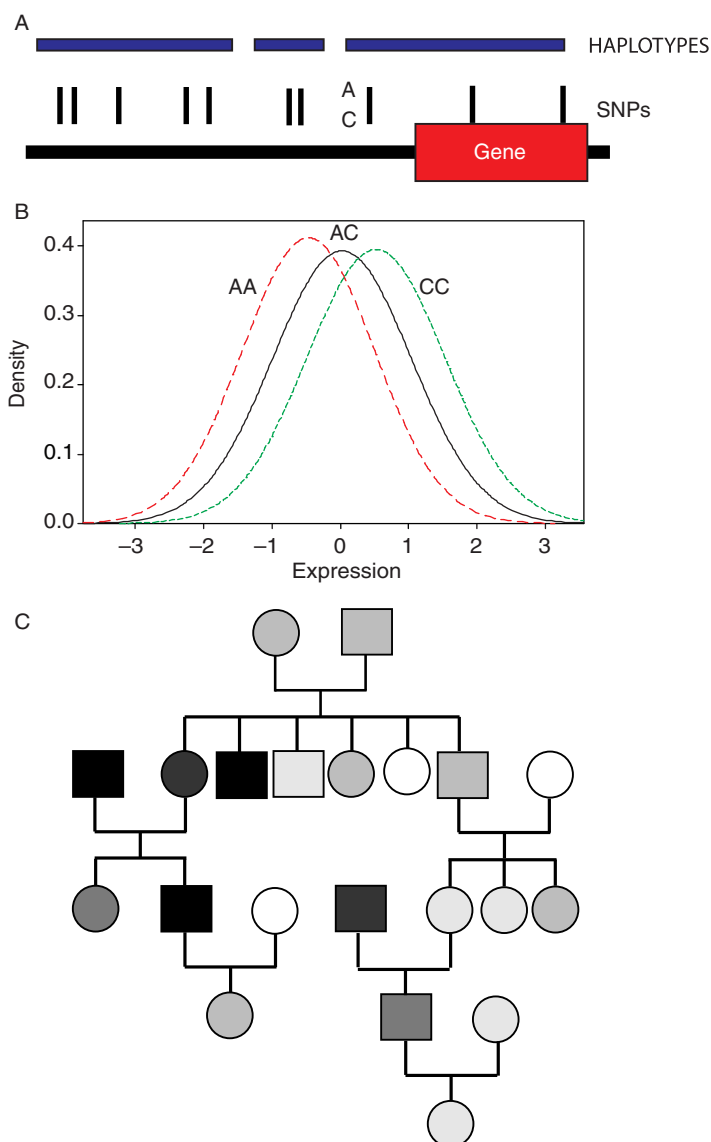 A
HAPLOTYPES
A
C
SNPs
Gene
B
AC
AA
CC
0.4
0.3
0.2
0.1
0.0
Density
−3 −2 −1 0 1 2 3
Expression
C